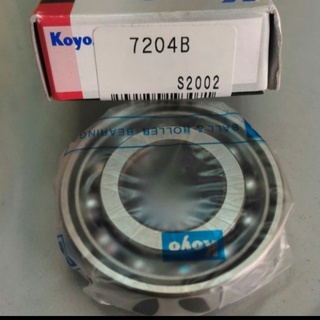 Koyo
7204B
S2002
BALL & ROLLER BEARING
Koyo